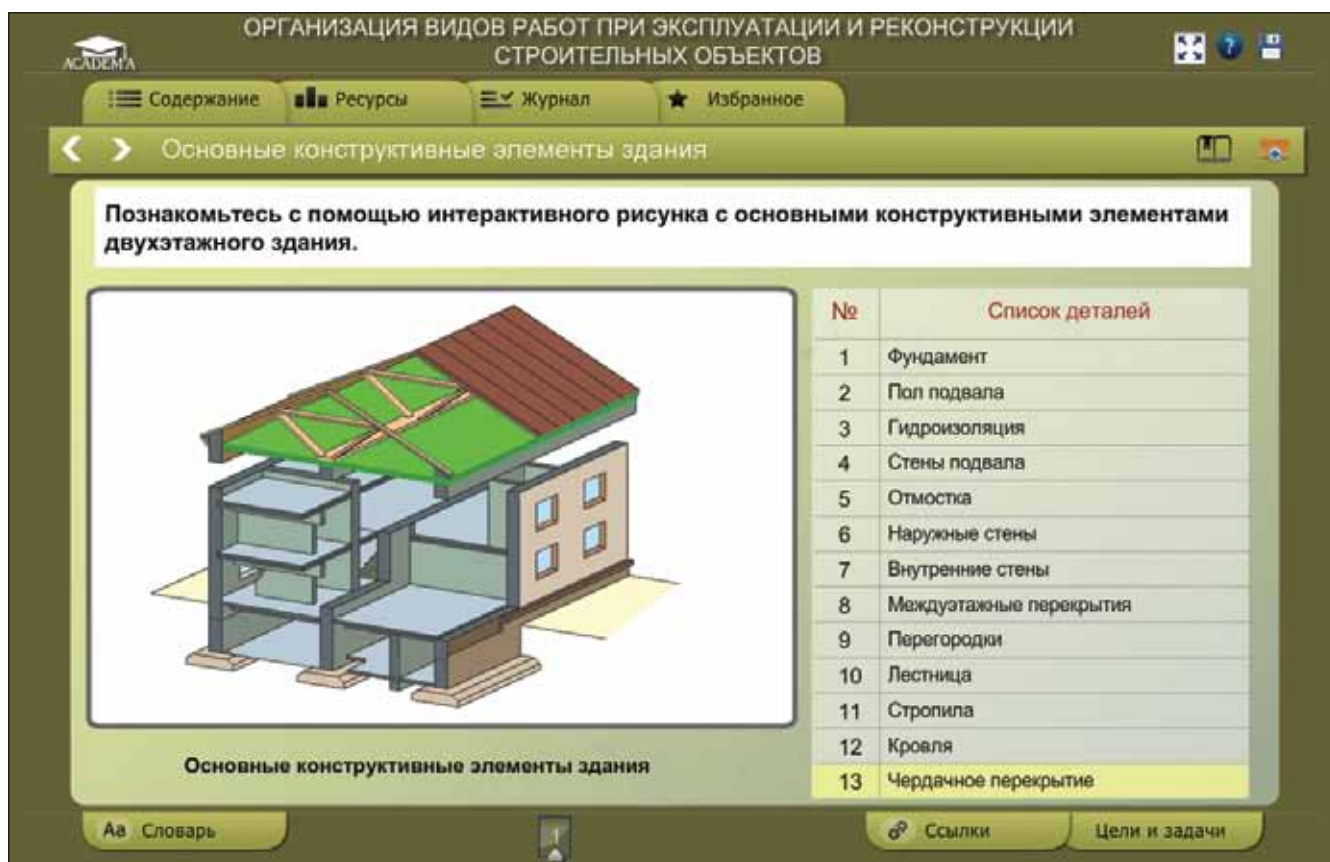 ОРГАНИЗАЦИЯ ВИДОВ РАБОТ ПРИ ЭКСПЛУАТАЦИИ И РЕКОНСТРУКЦИИ
СТРОИТЕЛЬНЫХ ОБЪЕКТОВ
ACADEM'A
Содержание
Ресурсы
Журнал
Избранное
Основные конструктивные элементы здания
Познакомьтесь с помощью интерактивного рисунка с основными конструктивными элементами
двухэтажного здания.
№ Список деталей
1 Фундамент
2 Пол подвала
3 Гидроизоляция
4 Стены подвала
5 Отмостка
6 Наружные стены
7 Внутренние стены
8 Междуэтажные перекрытия
9 Перегородки
10 Лестница
11 Стропила
12 Кровля
13 Чердачное перекрытие
Основные конструктивные элементы здания
Aa Словарь
1
Ссылки
Цели и задачи